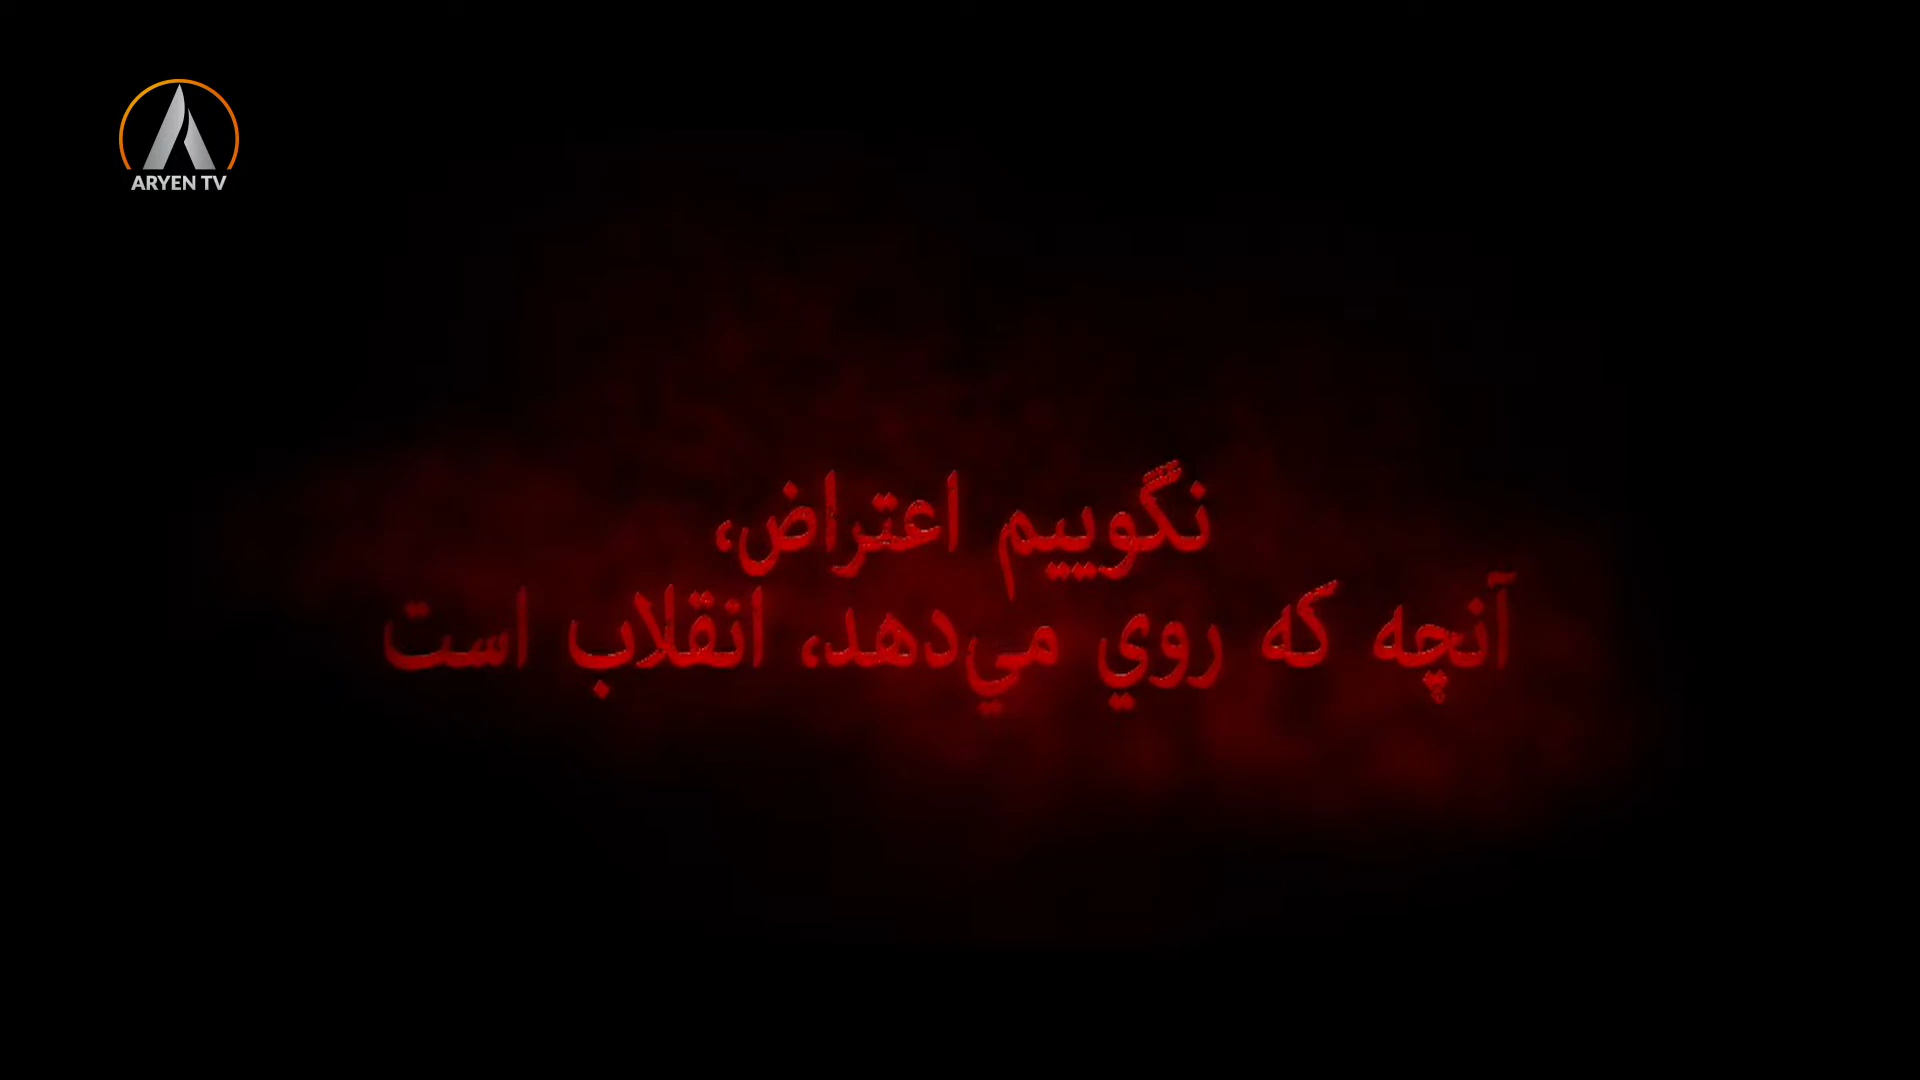 ARYEN TV
نگوييم اعتراض،
آنچه که روي مي‌دهد، انقلاب است